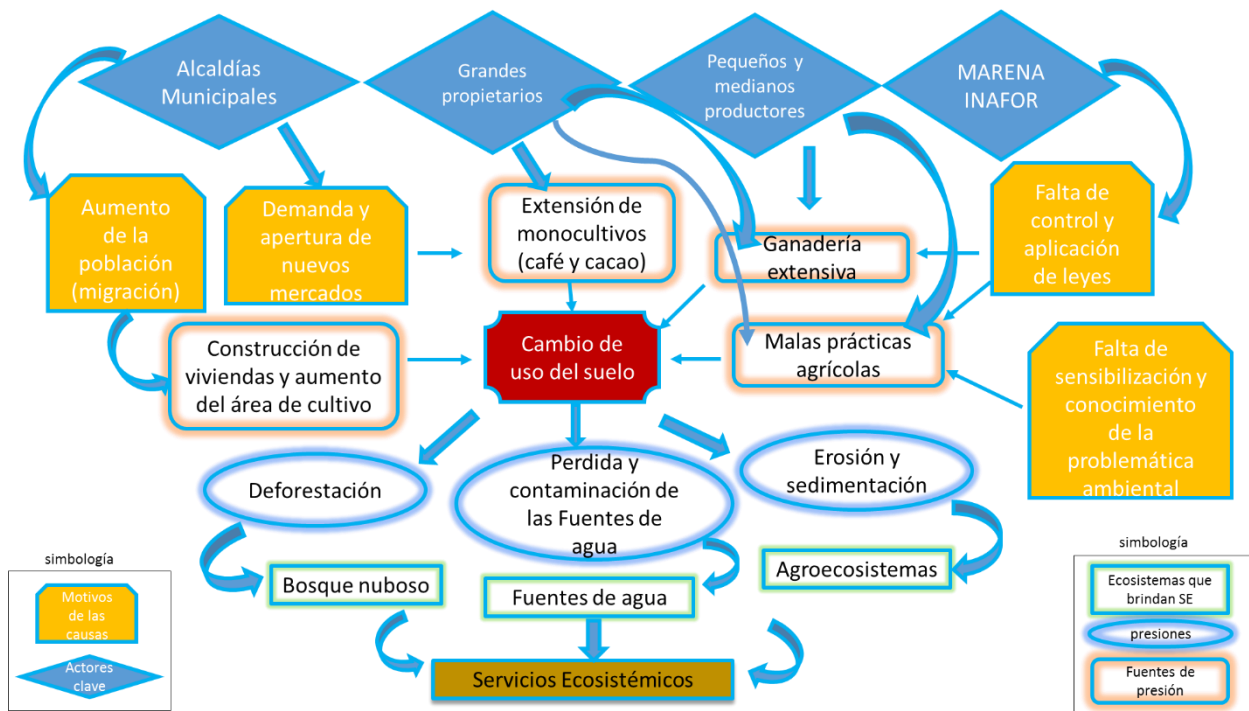 Alcaldías
Municipales
Grandes
propietarios
Pequeños y
medianos
productores
MARENA
INAFOR
Aumento
de la
población
(migración)
Demanda y
apertura de
nuevos
mercados
Extensión de
monocultivos
(café y cacao)
Ganadería
extensiva
Falta de
control y
aplicación
de leyes
Construcción de
viviendas y aumento
del área de cultivo
Cambio de
uso del suelo
Malas prácticas
agrícolas
Falta de
sensibilización y
conocimiento
de la
problemática
ambiental
Deforestación
Perdida y
contaminación de
las Fuentes de
agua
Erosión y
sedimentación
Bosque nuboso
Fuentes de agua
Agroecosistemas
Servicios Ecosistémicos
simbología
Motivos
de las
causas
Actores
clave
simbología
Ecosistemas que
brindan SE
presiones
Fuentes de
presión